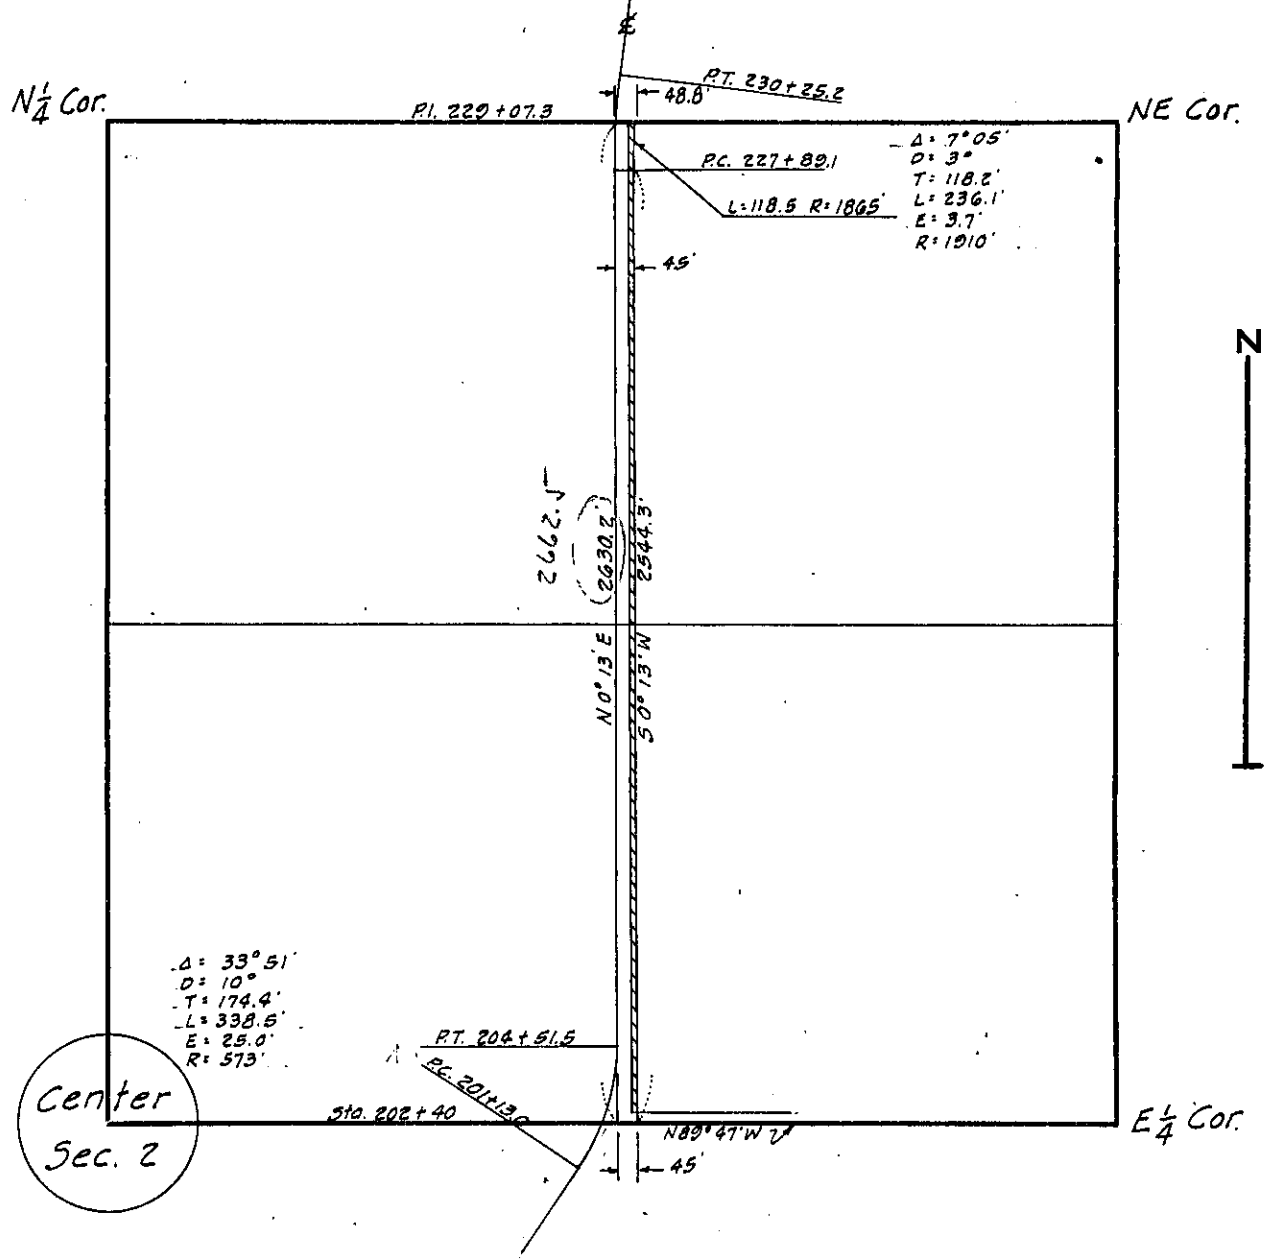 ℄
P.T. 230+25.2
48.8'
N¼ Cor.
P.I. 229+07.3
NE Cor.
Δ= 7°05'
D= 3°
T= 118.2'
L= 236.1'
E= 3.7'
R= 1910'
P.C. 227+89.1
L=118.5 R=1865'
45'
N
2662.5
(2630.2')
2544.3'
N 0° 13' E
S 0° 13' W
Δ= 33°51'
D= 10°
T= 174.4'
L= 338.5'
E= 25.0'
R= 573'
P.T. 204+51.5
P.C. 201+13.0
Center
Sec. 2
Sta. 202+40
N89°47'W 2'
E¼ Cor.
45'